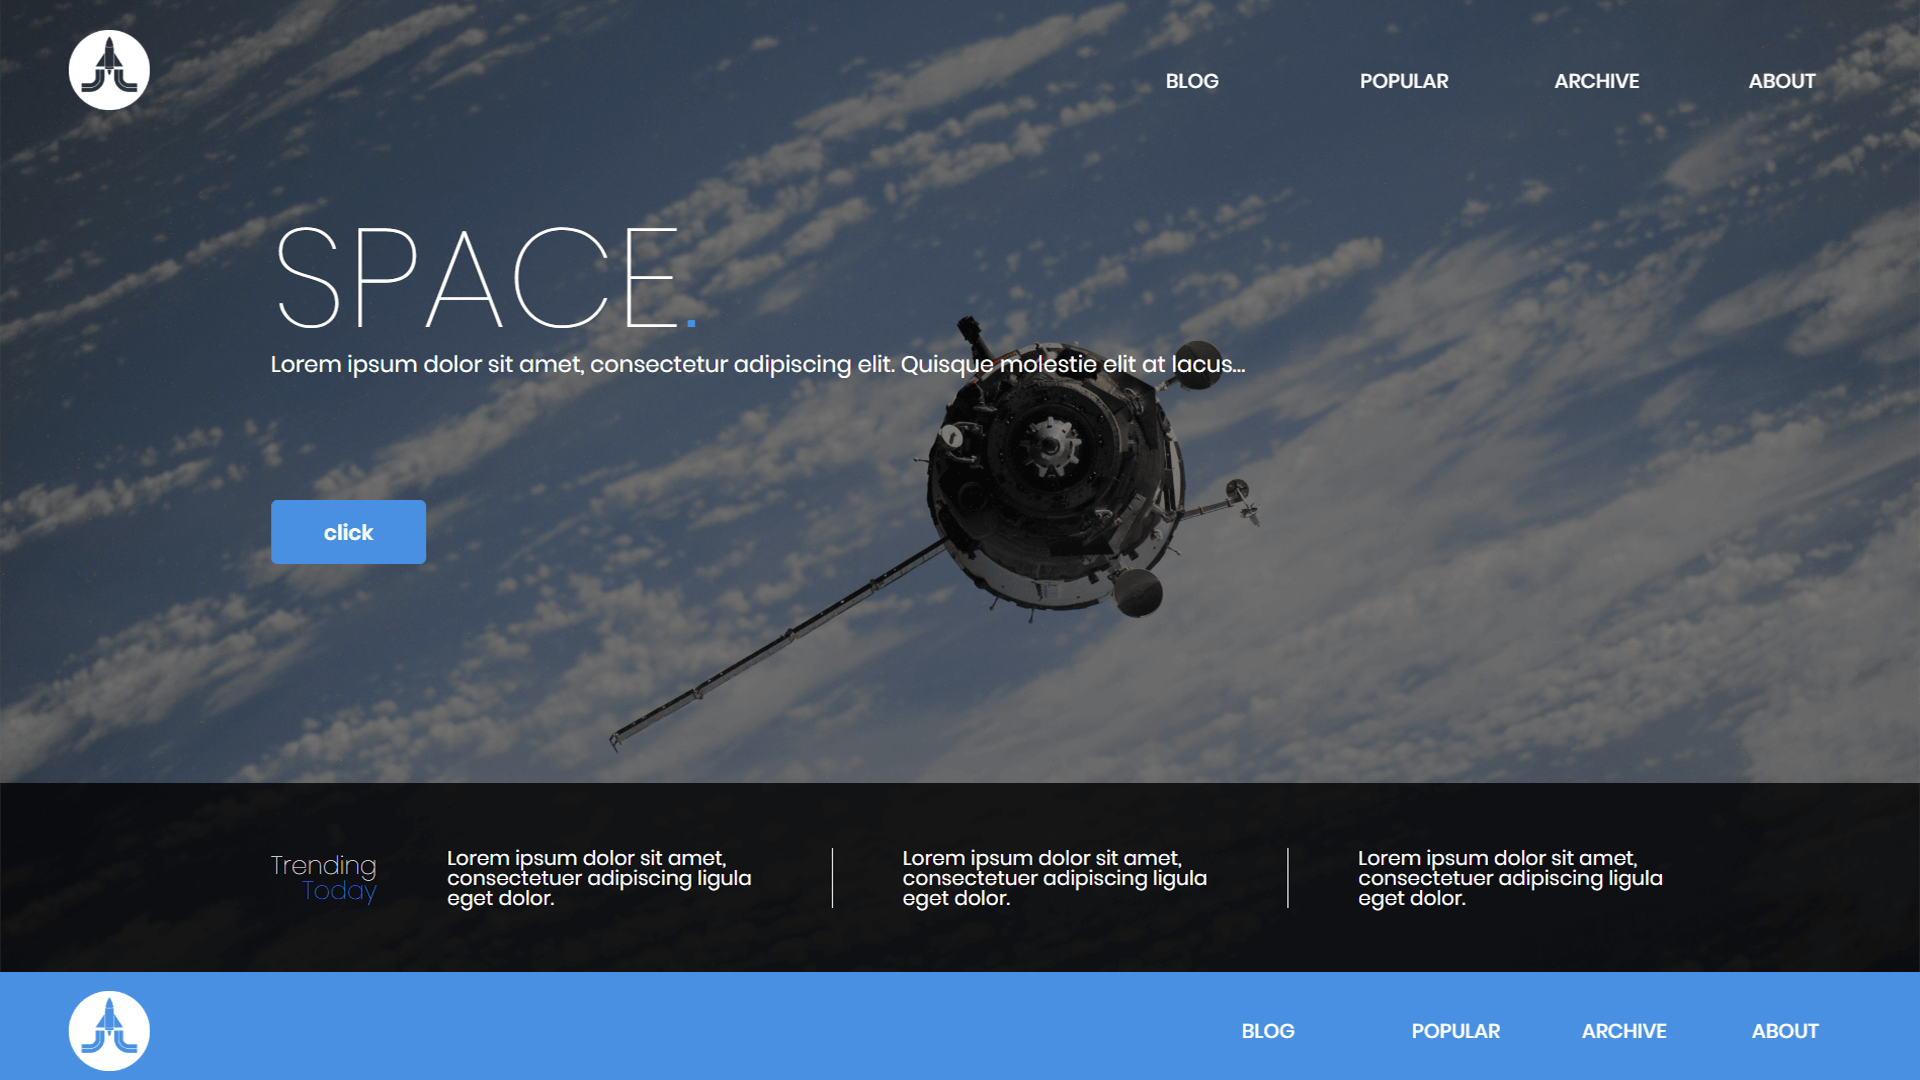 BLOG POPULAR ARCHIVE ABOUT
SPACE.
Lorem ipsum dolor sit amet, consectetur adipiscing elit. Quisque molestie elit at lacus...
click
Trending
Today
Lorem ipsum dolor sit amet,
consectetuer adipiscing ligula
eget dolor.
Lorem ipsum dolor sit amet,
consectetuer adipiscing ligula
eget dolor.
Lorem ipsum dolor sit amet,
consectetuer adipiscing ligula
eget dolor.
BLOG POPULAR ARCHIVE ABOUT